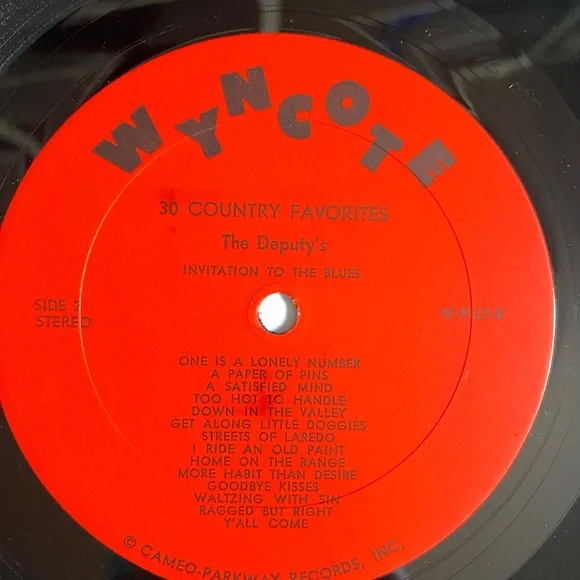 WYNCOTE
30 COUNTRY FAVORITES
The Deputy's
INVITATION TO THE BLUES
SIDE 2
STEREO
ONE IS A LONELY NUMBER
A PAPER OF PINS
A SATISFIED MIND
TOO HOT TO HANDLE
DOWN IN THE VALLEY
GET ALONG LITTLE DOGGIES
STREETS OF LAREDO
I RIDE AN OLD PAINT
HOME ON THE RANGE
MORE HABIT THAN DESIRE
GOODBYE KISSES
WALTZING WITH SIN
RAGGED BUT RIGHT
Y'ALL COME
© CAMEO-PARKWAY RECORDS, INC.